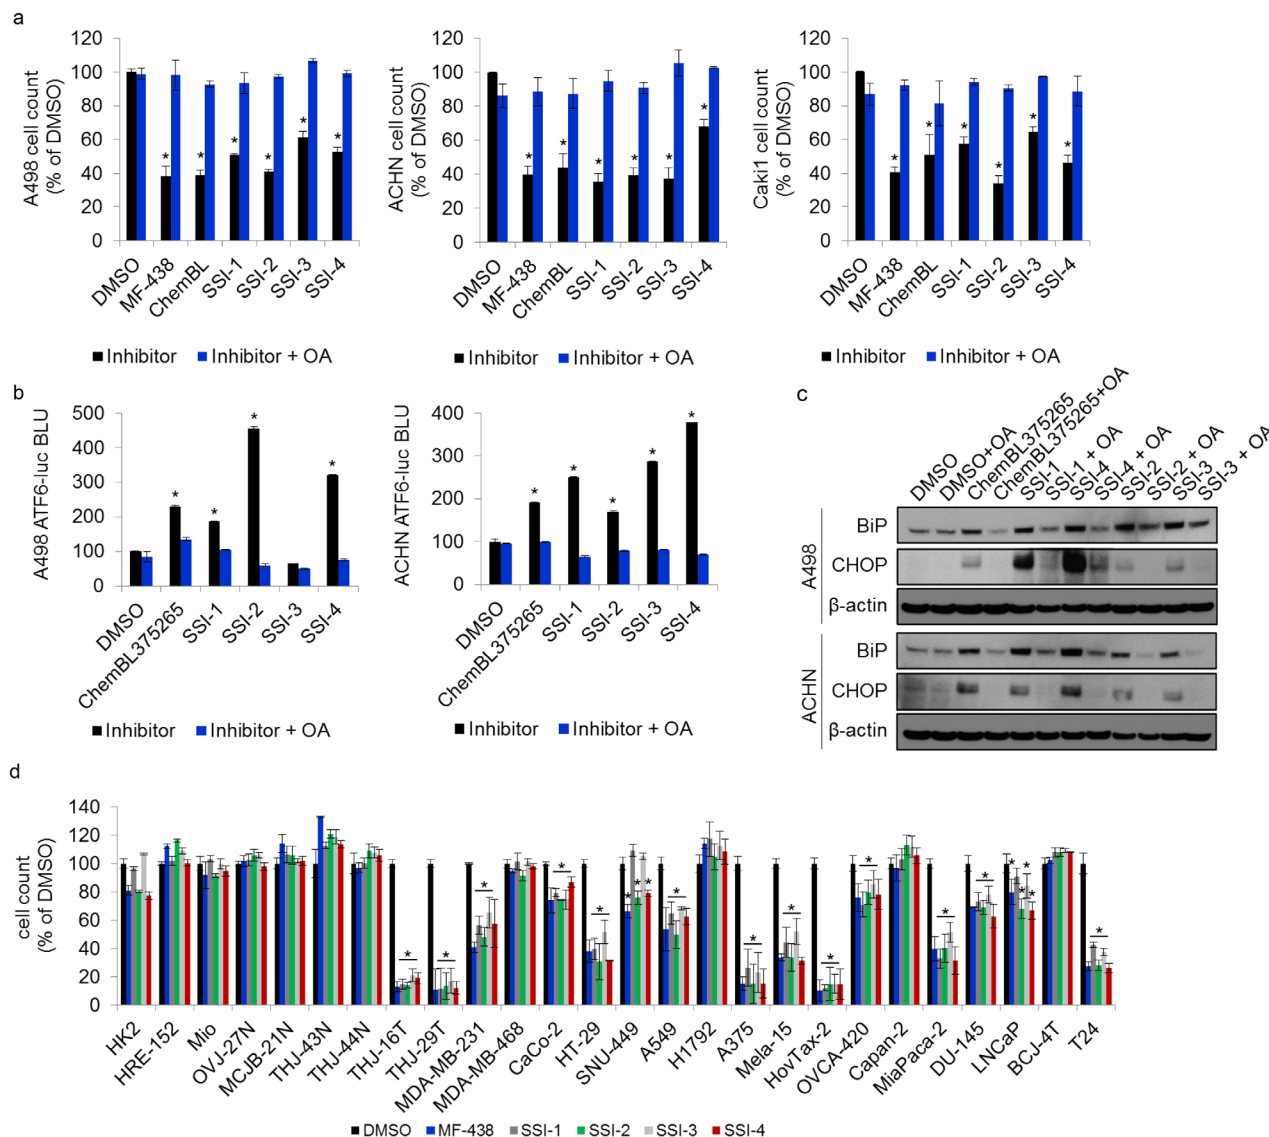 a
A498 cell count
(% of DMSO)
120
100
80
60
40
20
0
* * * * * *
DMSO
MF-438
ChemBL
SSI-1
SSI-2
SSI-3
SSI-4
Inhibitor Inhibitor + OA
ACHN cell count
(% of DMSO)
120
100
80
60
40
20
0
* * * * * *
DMSO
MF-438
ChemBL
SSI-1
SSI-2
SSI-3
SSI-4
Inhibitor Inhibitor + OA
Caki1 cell count
(% of DMSO)
120
100
80
60
40
20
0
* * * * * *
DMSO
MF-438
ChemBL
SSI-1
SSI-2
SSI-3
SSI-4
Inhibitor Inhibitor + OA
b
A498 ATF6-luc BLU
500
400
300
200
100
0
* * * *
DMSO
ChemBL375265
SSI-1
SSI-2
SSI-3
SSI-4
Inhibitor Inhibitor + OA
ACHN ATF6-luc BLU
400
300
200
100
0
* * * * *
DMSO
ChemBL375265
SSI-1
SSI-2
SSI-3
SSI-4
Inhibitor Inhibitor + OA
c
DMSO
DMSO+OA
ChemBL375265
ChemBL375265+OA
SSI-1
SSI-1 + OA
SSI-4
SSI-4 + OA
SSI-2
SSI-2 + OA
SSI-3
SSI-3 + OA
A498
BiP
CHOP
β-actin
ACHN
BiP
CHOP
β-actin
d
cell count
(% of DMSO)
140
120
100
80
60
40
20
0
* * * * * * * * * * * * * * * * * * *
HK2
HRE-152
Mio
OVJ-27N
MCJB-21N
THJ-43N
THJ-44N
THJ-16T
THJ-29T
MDA-MB-231
MDA-MB-468
CaCo-2
HT-29
SNU-449
A549
H1792
A375
Mela-15
HovTax-2
OVCA-420
Capan-2
MiaPaca-2
DU-145
LNCaP
BCJ-4T
T24
DMSO MF-438 SSI-1 SSI-2 SSI-3 SSI-4